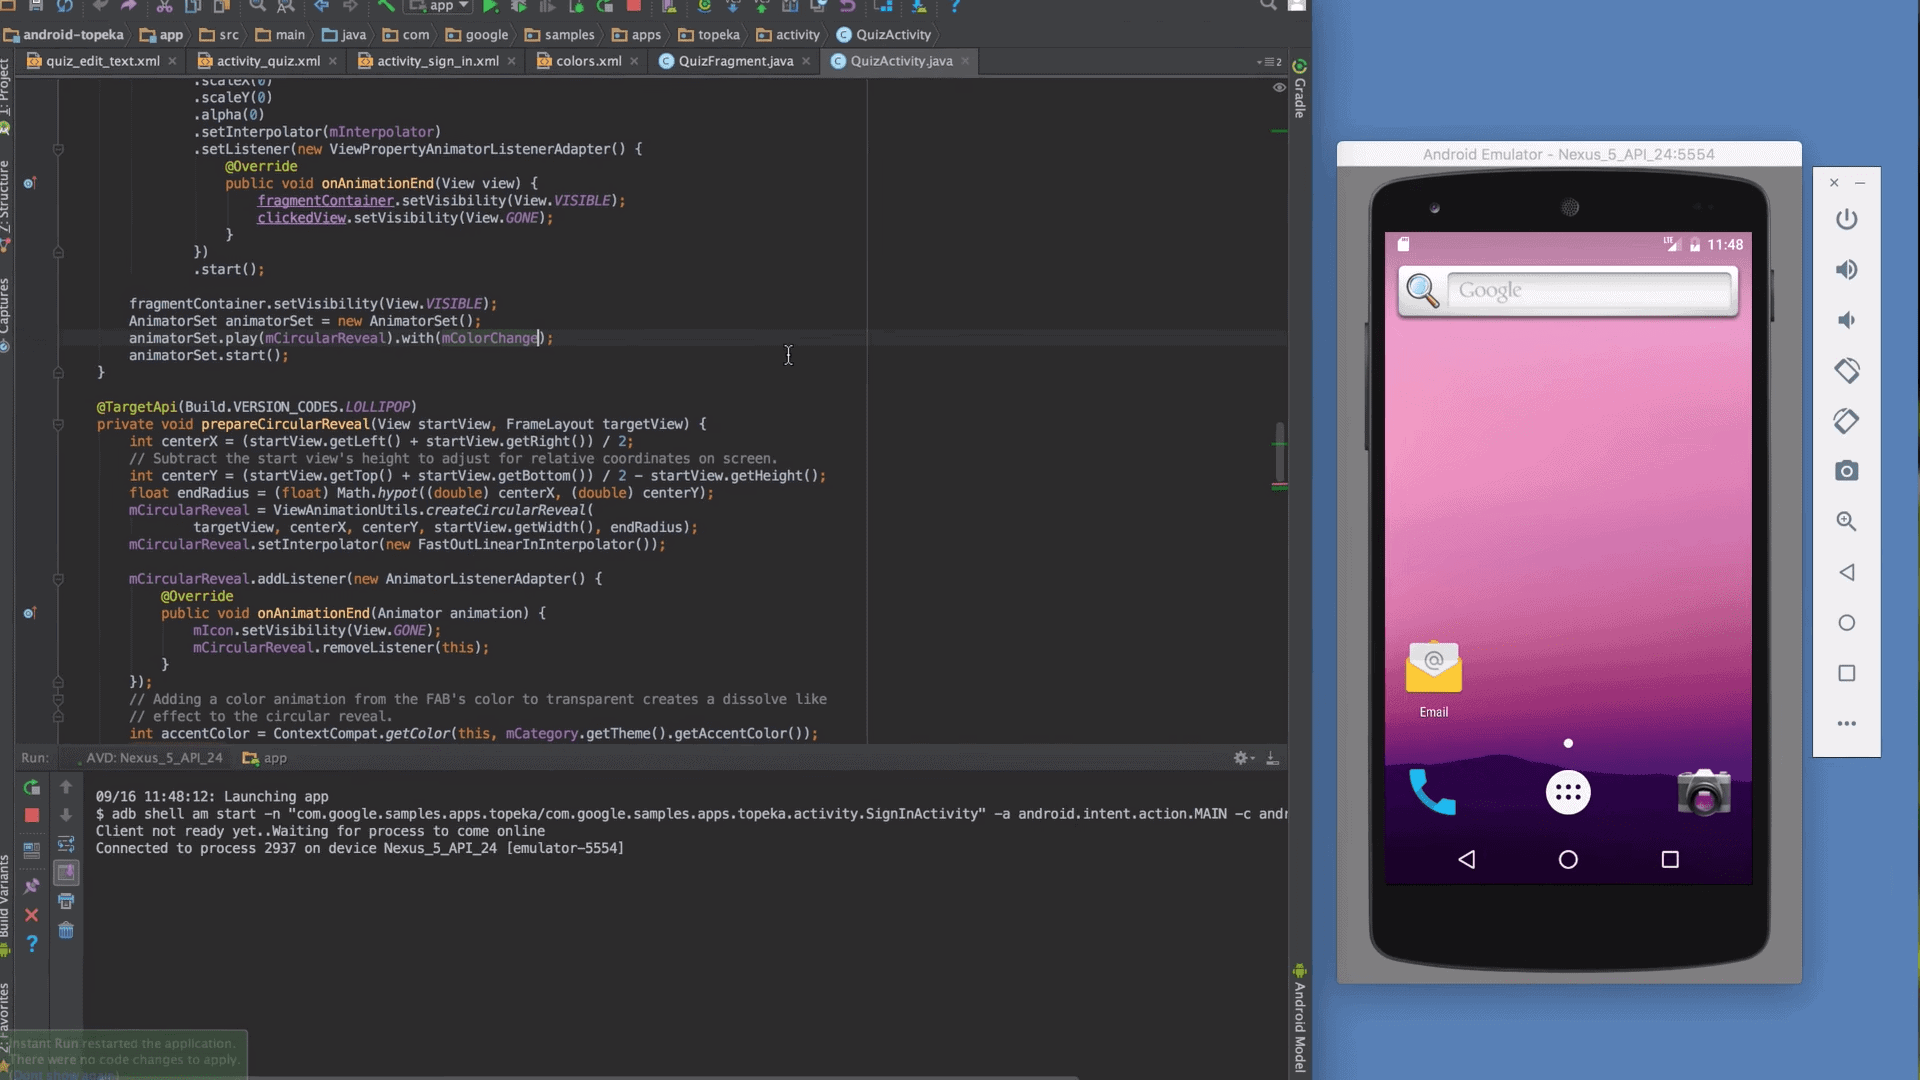 app
android-topeka app src main java com google samples apps topeka activity QuizActivity
quiz_edit_text.xml activity_quiz.xml activity_sign_in.xml colors.xml QuizFragment.java QuizActivity.java 2
.scaleX(0)
.scaleY(0)
.alpha(0)
.setInterpolator(mInterpolator)
.setListener(new ViewPropertyAnimatorListenerAdapter() {
@Override
public void onAnimationEnd(View view) {
fragmentContainer.setVisibility(View.VISIBLE);
clickedView.setVisibility(View.GONE);
}
})
.start();
fragmentContainer.setVisibility(View.VISIBLE);
AnimatorSet animatorSet = new AnimatorSet();
animatorSet.play(mCircularReveal).with(mColorChange);
animatorSet.start();
}
@TargetApi(Build.VERSION_CODES.LOLLIPOP)
private void prepareCircularReveal(View startView, FrameLayout targetView) {
int centerX = (startView.getLeft() + startView.getRight()) / 2;
// Subtract the start view's height to adjust for relative coordinates on screen.
int centerY = (startView.getTop() + startView.getBottom()) / 2 - startView.getHeight();
float endRadius = (float) Math.hypot((double) centerX, (double) centerY);
mCircularReveal = ViewAnimationUtils.createCircularReveal(
targetView, centerX, centerY, startView.getWidth(), endRadius);
mCircularReveal.setInterpolator(new FastOutLinearInInterpolator());
mCircularReveal.addListener(new AnimatorListenerAdapter() {
@Override
public void onAnimationEnd(Animator animation) {
mIcon.setVisibility(View.GONE);
mCircularReveal.removeListener(this);
}
});
// Adding a color animation from the FAB's color to transparent creates a dissolve like
// effect to the circular reveal.
int accentColor = ContextCompat.getColor(this, mCategory.getTheme().getAccentColor());
Run: AVD: Nexus_5_API_24 app
09/16 11:48:12: Launching app
$ adb shell am start -n "com.google.samples.apps.topeka/com.google.samples.apps.topeka.activity.SignInActivity" -a android.intent.action.MAIN -c andr
Client not ready yet..Waiting for process to come online
Connected to process 2937 on device Nexus_5_API_24 [emulator-5554]
nstant Run restarted the application.
There were no code changes to apply.
(Dont show again)
1: Project
7: Structure
Captures
Build Variants
2: Favorites
Gradle
Android Model
Android Emulator - Nexus_5_API_24:5554
LTE 11:48
Google
@
Email